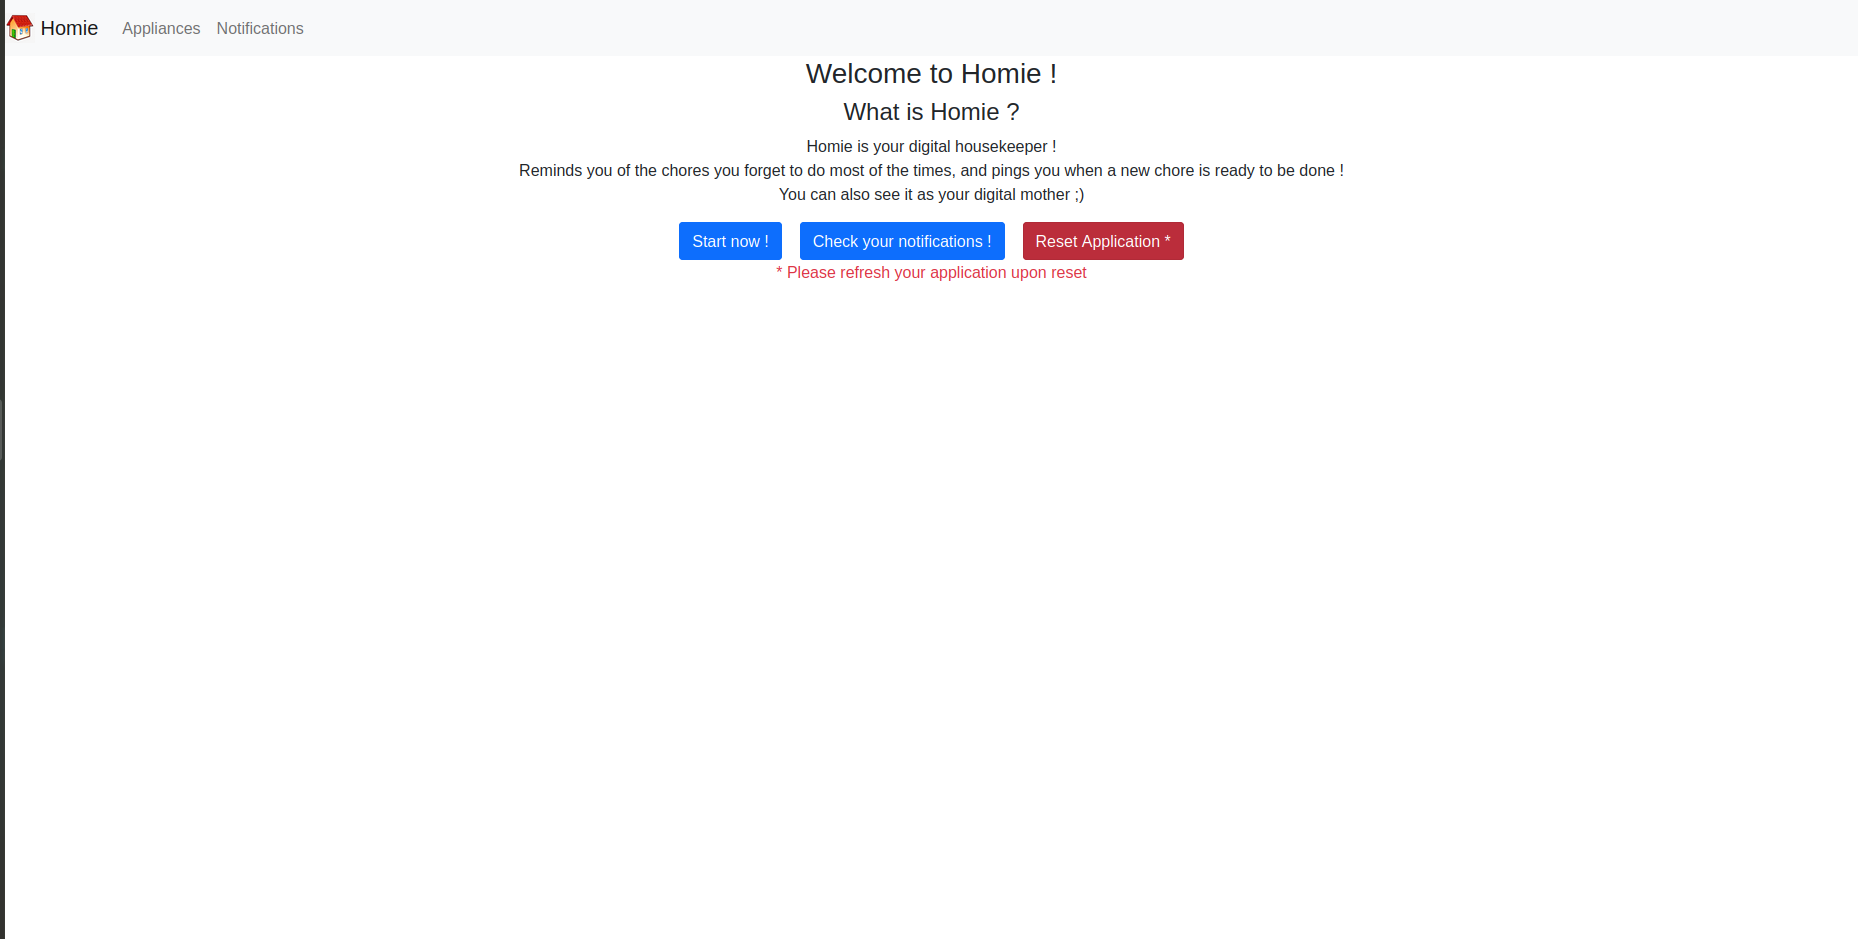 Homie Appliances Notifications
Welcome to Homie !
What is Homie ?
Homie is your digital housekeeper !
Reminds you of the chores you forget to do most of the times, and pings you when a new chore is ready to be done !
You can also see it as your digital mother ;)
Start now ! Check your notifications ! Reset Application *
* Please refresh your application upon reset